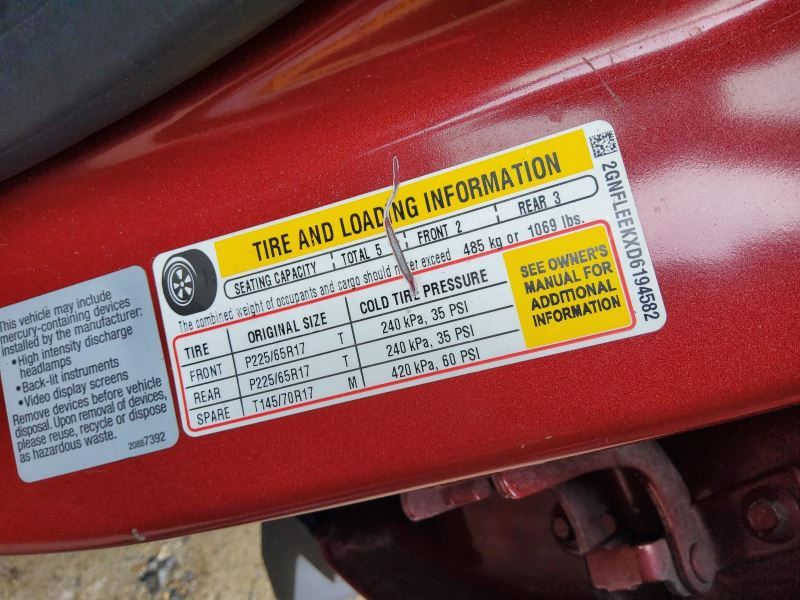 TIRE AND LOADING INFORMATION
SEATING CAPACITY TOTAL 5 FRONT 2 REAR 3
The combined weight of occupants and cargo should never exceed 485 kg or 1069 lbs.
TIRE ORIGINAL SIZE COLD TIRE PRESSURE
FRONT P225/65R17 T 240 kPa, 35 PSI
REAR P225/65R17 T 240 kPa, 35 PSI
SPARE T145/70R17 M 420 kPa, 60 PSI
SEE OWNER'S
MANUAL FOR
ADDITIONAL
INFORMATION
2GNFLEEKXD6194582
This vehicle may include
mercury-containing devices
installed by the manufacturer:
• High intensity discharge
headlamps
• Back-lit instruments
• Video display screens
Remove devices before vehicle
disposal. Upon removal of devices,
please reuse, recycle or dispose
as hazardous waste.
20887392